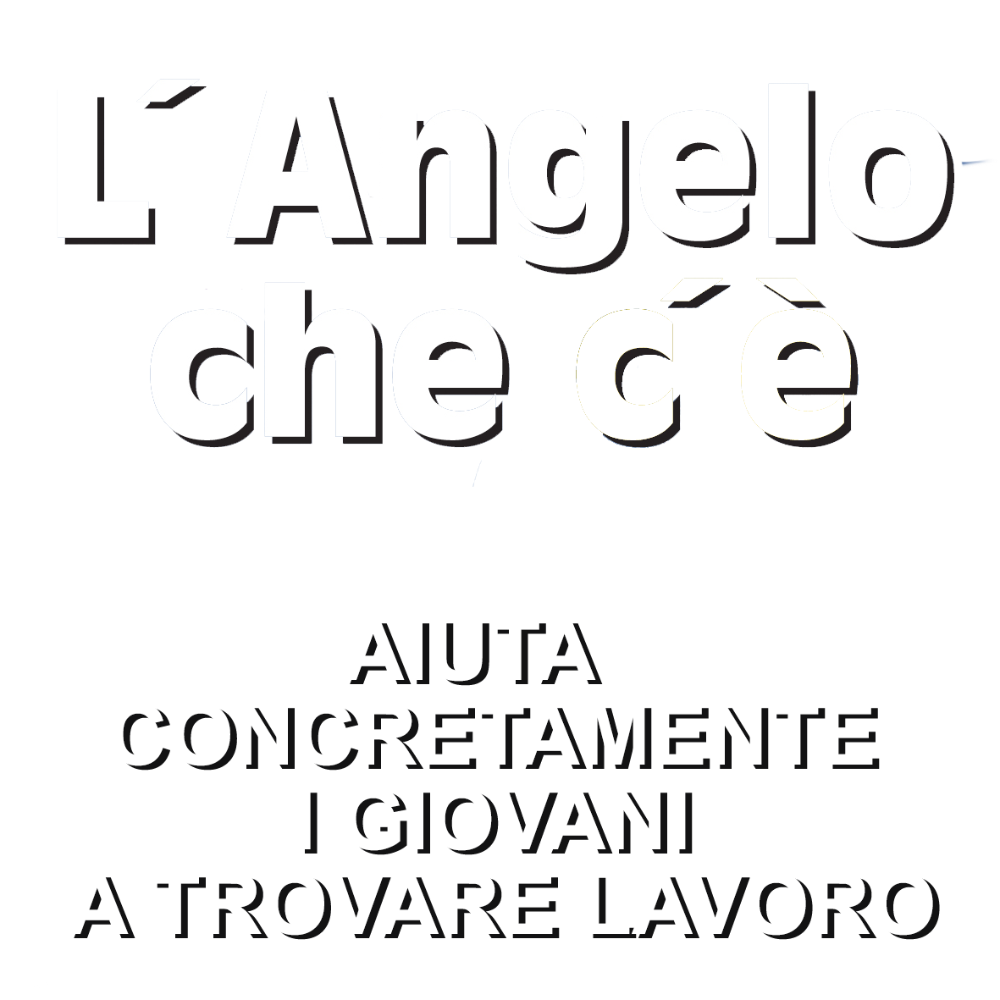 L´Angelo
che c´è
AIUTA
CONCRETAMENTE
I GIOVANI
A TROVARE LAVORO